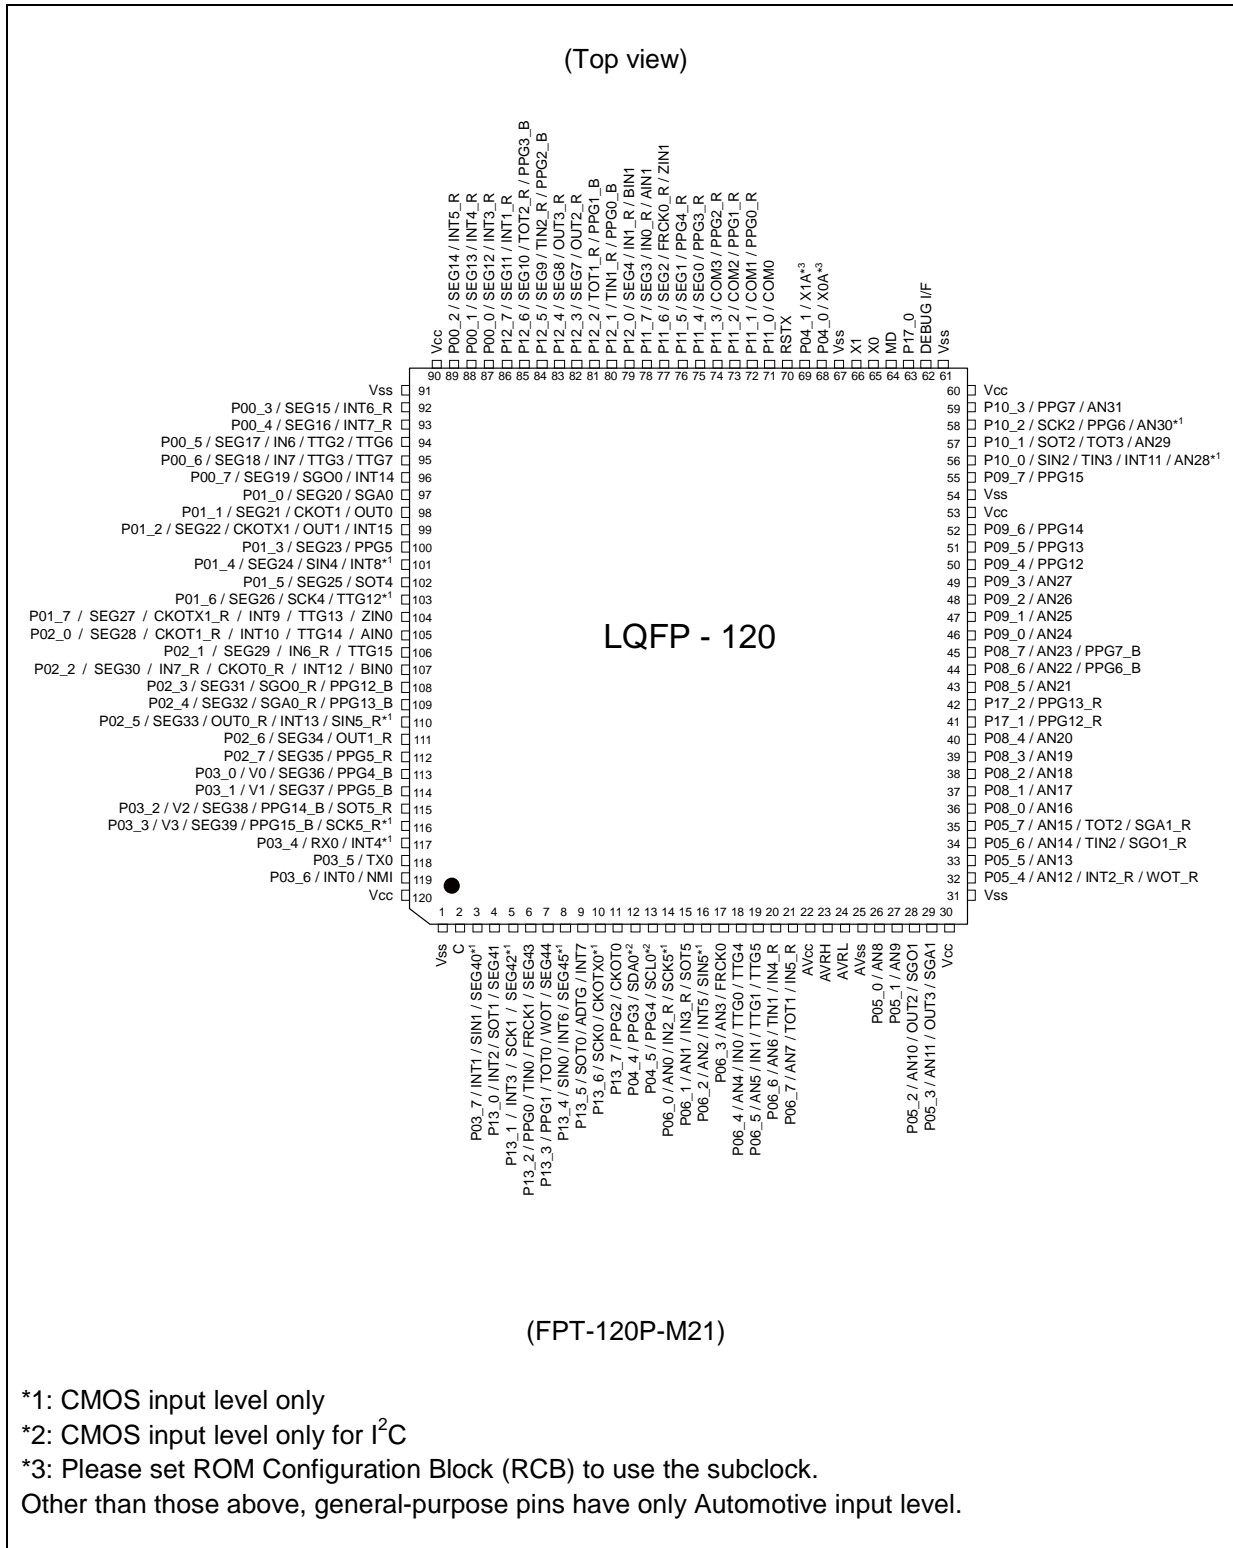 (Top view)
Vcc
P00_2 / SEG14 / INT5_R
P00_1 / SEG13 / INT4_R
P00_0 / SEG12 / INT3_R
P12_7 / SEG11 / INT1_R
P12_6 / SEG10 / TOT2_R / PPG3_B
P12_5 / SEG9 / TIN2_R / PPG2_B
P12_4 / SEG8 / OUT3_R
P12_3 / SEG7 / OUT2_R
P12_2 / TOT1_R / PPG1_B
P12_1 / TIN1_R / PPG0_B
P12_0 / SEG4 / IN1_R / BIN1
P11_7 / SEG3 / IN0_R / AIN1
P11_6 / SEG2 / FRCK0_R / ZIN1
P11_5 / SEG1 / PPG4_R
P11_4 / SEG0 / PPG3_R
P11_3 / COM3 / PPG2_R
P11_2 / COM2 / PPG1_R
P11_1 / COM1 / PPG0_R
P11_0 / COM0
RSTX
P04_1 / X1A*3
P04_0 / X0A*3
Vss
X1
X0
MD
P17_0
DEBUG I/F
Vss
90 89 88 87 86 85 84 83 82 81 80 79 78 77 76 75 74 73 72 71 70 69 68 67 66 65 64 63 62 61
Vss 91
P00_3 / SEG15 / INT6_R 92
P00_4 / SEG16 / INT7_R 93
P00_5 / SEG17 / IN6 / TTG2 / TTG6 94
P00_6 / SEG18 / IN7 / TTG3 / TTG7 95
P00_7 / SEG19 / SGO0 / INT14 96
P01_0 / SEG20 / SGA0 97
P01_1 / SEG21 / CKOT1 / OUT0 98
P01_2 / SEG22 / CKOTX1 / OUT1 / INT15 99
P01_3 / SEG23 / PPG5 100
P01_4 / SEG24 / SIN4 / INT8*1 101
P01_5 / SEG25 / SOT4 102
P01_6 / SEG26 / SCK4 / TTG12*1 103
P01_7 / SEG27 / CKOTX1_R / INT9 / TTG13 / ZIN0 104
P02_0 / SEG28 / CKOT1_R / INT10 / TTG14 / AIN0 105
P02_1 / SEG29 / IN6_R / TTG15 106
P02_2 / SEG30 / IN7_R / CKOT0_R / INT12 / BIN0 107
P02_3 / SEG31 / SGO0_R / PPG12_B 108
P02_4 / SEG32 / SGA0_R / PPG13_B 109
P02_5 / SEG33 / OUT0_R / INT13 / SIN5_R*1 110
P02_6 / SEG34 / OUT1_R 111
P02_7 / SEG35 / PPG5_R 112
P03_0 / V0 / SEG36 / PPG4_B 113
P03_1 / V1 / SEG37 / PPG5_B 114
P03_2 / V2 / SEG38 / PPG14_B / SOT5_R 115
P03_3 / V3 / SEG39 / PPG15_B / SCK5_R*1 116
P03_4 / RX0 / INT4*1 117
P03_5 / TX0 118
P03_6 / INT0 / NMI 119
Vcc 120
LQFP - 120
60 Vcc
59 P10_3 / PPG7 / AN31
58 P10_2 / SCK2 / PPG6 / AN30*1
57 P10_1 / SOT2 / TOT3 / AN29
56 P10_0 / SIN2 / TIN3 / INT11 / AN28*1
55 P09_7 / PPG15
54 Vss
53 Vcc
52 P09_6 / PPG14
51 P09_5 / PPG13
50 P09_4 / PPG12
49 P09_3 / AN27
48 P09_2 / AN26
47 P09_1 / AN25
46 P09_0 / AN24
45 P08_7 / AN23 / PPG7_B
44 P08_6 / AN22 / PPG6_B
43 P08_5 / AN21
42 P17_2 / PPG13_R
41 P17_1 / PPG12_R
40 P08_4 / AN20
39 P08_3 / AN19
38 P08_2 / AN18
37 P08_1 / AN17
36 P08_0 / AN16
35 P05_7 / AN15 / TOT2 / SGA1_R
34 P05_6 / AN14 / TIN2 / SGO1_R
33 P05_5 / AN13
32 P05_4 / AN12 / INT2_R / WOT_R
31 Vss
1 2 3 4 5 6 7 8 9 10 11 12 13 14 15 16 17 18 19 20 21 22 23 24 25 26 27 28 29 30
Vss
C
P03_7 / INT1 / SIN1 / SEG40*1
P13_0 / INT2 / SOT1 / SEG41
P13_1 / INT3 / SCK1 / SEG42*1
P13_2 / PPG0 / TIN0 / FRCK1 / SEG43
P13_3 / PPG1 / TOT0 / WOT / SEG44
P13_4 / SIN0 / INT6 / SEG45*1
P13_5 / SOT0 / ADTG / INT7
P13_6 / SCK0 / CKOTX0*1
P13_7 / PPG2 / CKOT0
P04_4 / PPG3 / SDA0*2
P04_5 / PPG4 / SCL0*2
P06_0 / AN0 / IN2_R / SCK5*1
P06_1 / AN1 / IN3_R / SOT5
P06_2 / AN2 / INT5 / SIN5*1
P06_3 / AN3 / FRCK0
P06_4 / AN4 / IN0 / TTG0 / TTG4
P06_5 / AN5 / IN1 / TTG1 / TTG5
P06_6 / AN6 / TIN1 / IN4_R
P06_7 / AN7 / TOT1 / IN5_R
AVcc
AVRH
AVRL
AVss
P05_0 / AN8
P05_1 / AN9
P05_2 / AN10 / OUT2 / SGO1
P05_3 / AN11 / OUT3 / SGA1
Vcc
(FPT-120P-M21)
*1: CMOS input level only
*2: CMOS input level only for I2C
*3: Please set ROM Configuration Block (RCB) to use the subclock.
Other than those above, general-purpose pins have only Automotive input level.